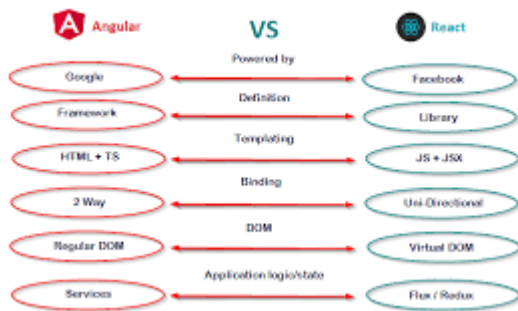 Angular VS React
Powered by
Google Facebook
Definition
Framework Library
Templating
HTML + TS JS + JSX
Binding
2 Way Uni-Directional
DOM
Regular DOM Virtual DOM
Application logic/state
Services Flux / Redux